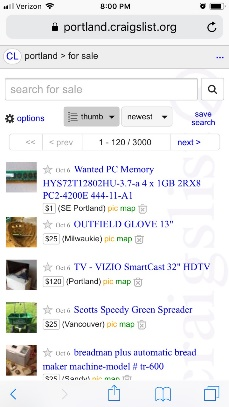 Verizon 8:00 PM
portland.craigslist.org
CL portland > for sale ...
search for sale
options thumb newest save
search
<< < prev 1 - 120 / 3000 next >
Oct 6 Wanted PC Memory
HYS72T12802HU-3.7-a 4 x 1GB 2RX8
PC2-4200E 444-11-A1
$1 (SE Portland) pic map
Oct 6 OUTFIELD GLOVE 13"
$25 (Milwaukie) pic map
Oct 6 TV - VIZIO SmartCast 32" HDTV
$120 (Portland) pic map
Oct 6 Scotts Speedy Green Spreader
$25 (Vancouver) pic map
Oct 6 breadman plus automatic bread
maker machine-model # tr-600
$25 (Sandy) pic map